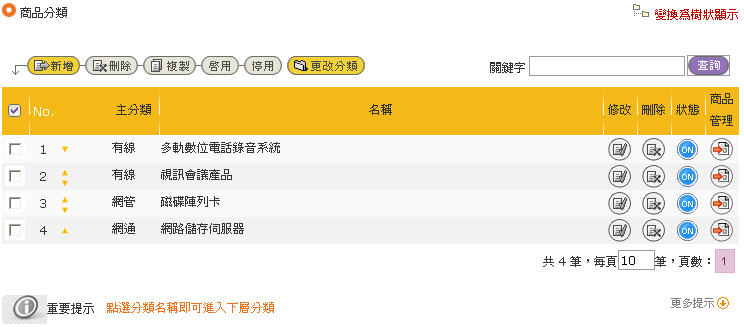 商品分類
變換為樹狀顯示
新增 刪除 複製 啓用 停用 更改分類 關鍵字 查詢
No. 主分類 名稱 修改 刪除 狀態 商品管理
1 有線 多軌數位電話錄音系統 ON
2 有線 視訊會議產品 ON
3 網管 磁碟陣列卡 ON
4 網通 網路儲存伺服器 ON
共 4 筆，每頁 10 筆，頁數： 1
重要提示 點選分類名稱即可進入下層分類 更多提示